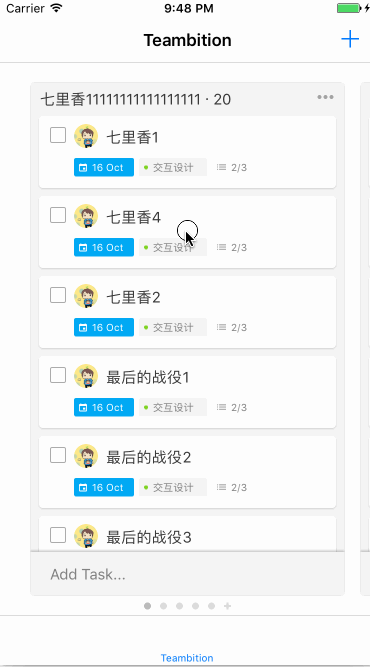 Carrier 9:48 PM
Teambition
七里香11111111111111111 · 20
七里香1
16 Oct 交互设计 2/3
七里香4
16 Oct 交互设计 2/3
七里香2
16 Oct 交互设计 2/3
最后的战役1
16 Oct 交互设计 2/3
最后的战役2
16 Oct 交互设计 2/3
最后的战役3
Add Task...
Teambition